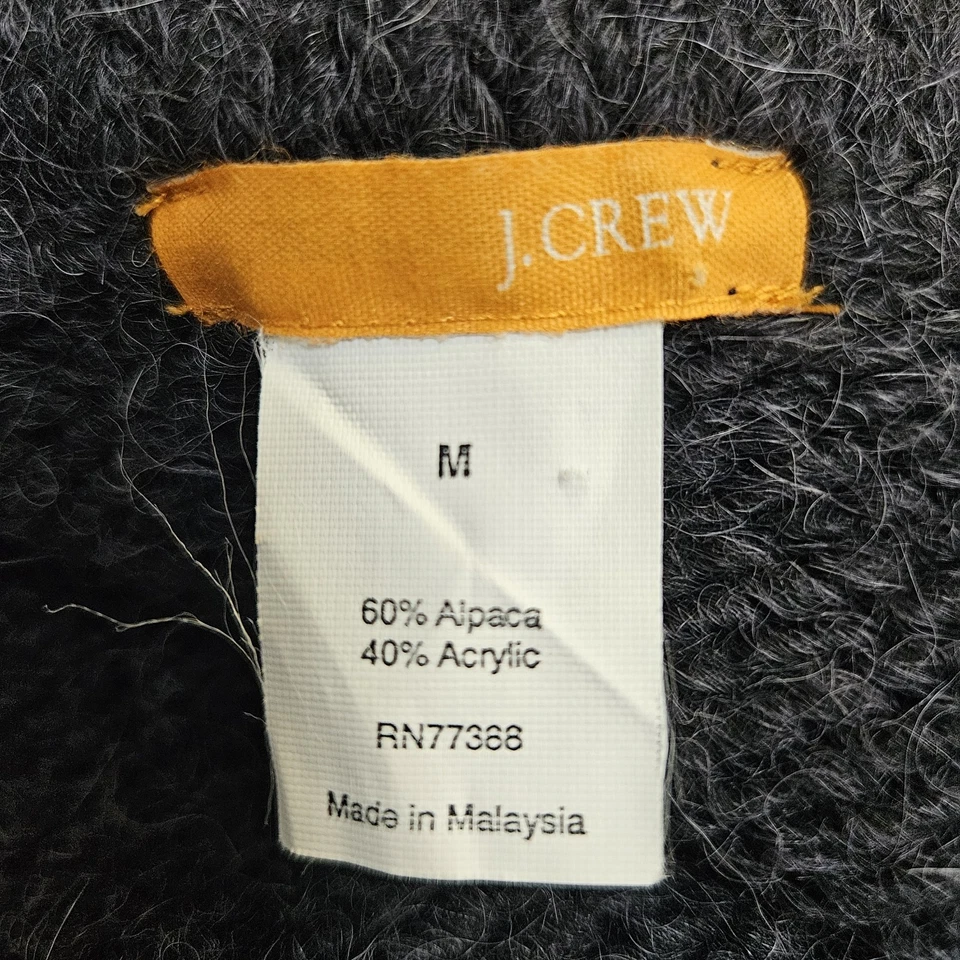 J.CREW
M
60% Alpaca
40% Acrylic
RN77388
Made in Malaysia